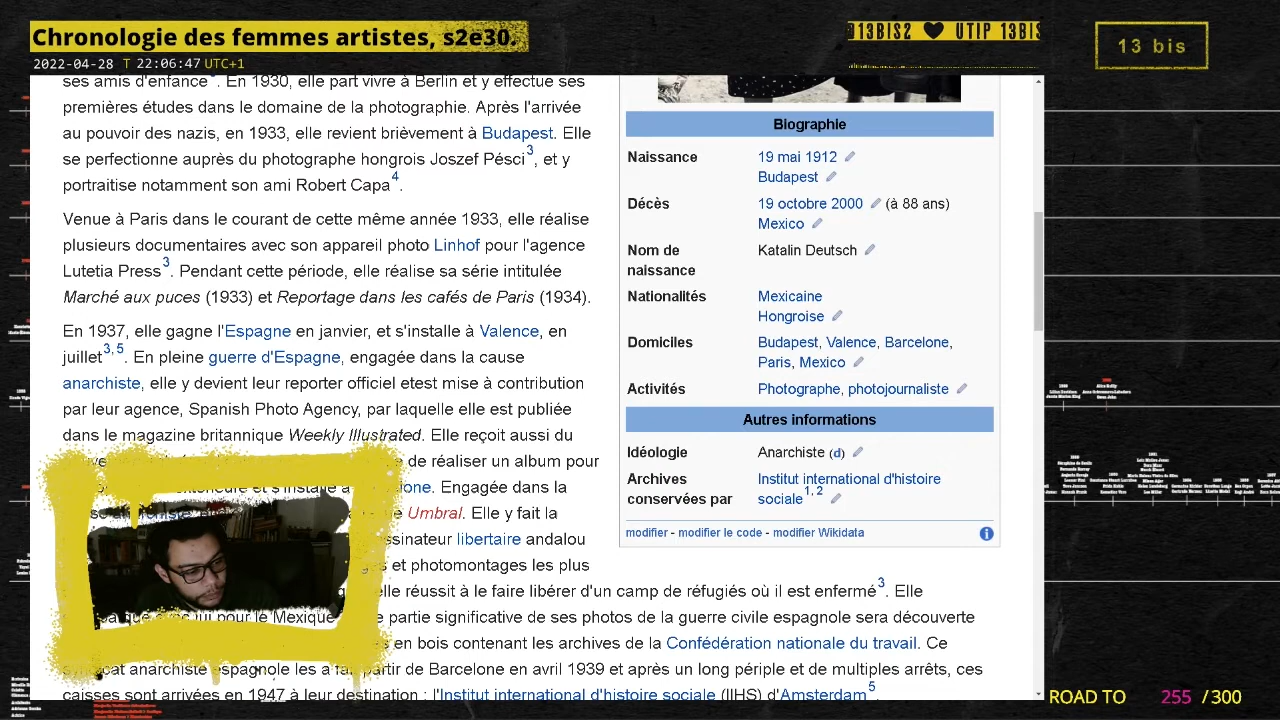 Chronologie des femmes artistes, s2e30.
2022-04-28 T 22:06:47 UTC+1
@13BIS2 ♥ UTIP 13BIS
13 bis
ses amis d'enfance. En 1930, elle part vivre à Berlin et y effectue ses
premières études dans le domaine de la photographie. Après l'arrivée
au pouvoir des nazis, en 1933, elle revient brièvement à Budapest. Elle
se perfectionne auprès du photographe hongrois Jozsef Pésci3, et y
portraitise notamment son ami Robert Capa4.
Venue à Paris dans le courant de cette même année 1933, elle réalise
plusieurs documentaires avec son appareil photo Linhof pour l'agence
Lutetia Press3. Pendant cette période, elle réalise sa série intitulée
Marché aux puces (1933) et Reportage dans les cafés de Paris (1934).
En 1937, elle gagne l'Espagne en janvier, et s'installe à Valence, en
juillet3,5. En pleine guerre d'Espagne, engagée dans la cause
anarchiste, elle y devient leur reporter officiel etest mise à contribution
par leur agence, Spanish Photo Agency, par laquelle elle est publiée
dans le magazine britannique Weekly Illustrated. Elle reçoit aussi du
de réaliser un album pour
et s'installe à ne. Engagée dans la
Umbral. Elle y fait la
ssinateur libertaire andalou
et photomontages les plus
elle réussit à le faire libérer d'un camp de réfugiés où il est enfermé3. Elle
lui pour le Mexique partie significative de ses photos de la guerre civile espagnole sera découverte
en bois contenant les archives de la Confédération nationale du travail. Ce
cat anarchiste espagnole les a fait partir de Barcelone en avril 1939 et après un long périple et de multiples arrêts, ces
caisses sont arrivées en 1947 à leur destination : l'Institut international d'histoire sociale (IIHS) d'Amsterdam5
Biographie
Naissance 19 mai 1912
Budapest
Décès 19 octobre 2000 (à 88 ans)
Mexico
Nom de naissance Katalin Deutsch
Nationalités Mexicaine
Hongroise
Domiciles Budapest, Valence, Barcelone,
Paris, Mexico
Activités Photographe, photojournaliste
Autres informations
Idéologie Anarchiste (d)
Archives conservées par Institut international d'histoire
sociale1,2
modifier - modifier le code - modifier Wikidata
ROAD TO 255 /300